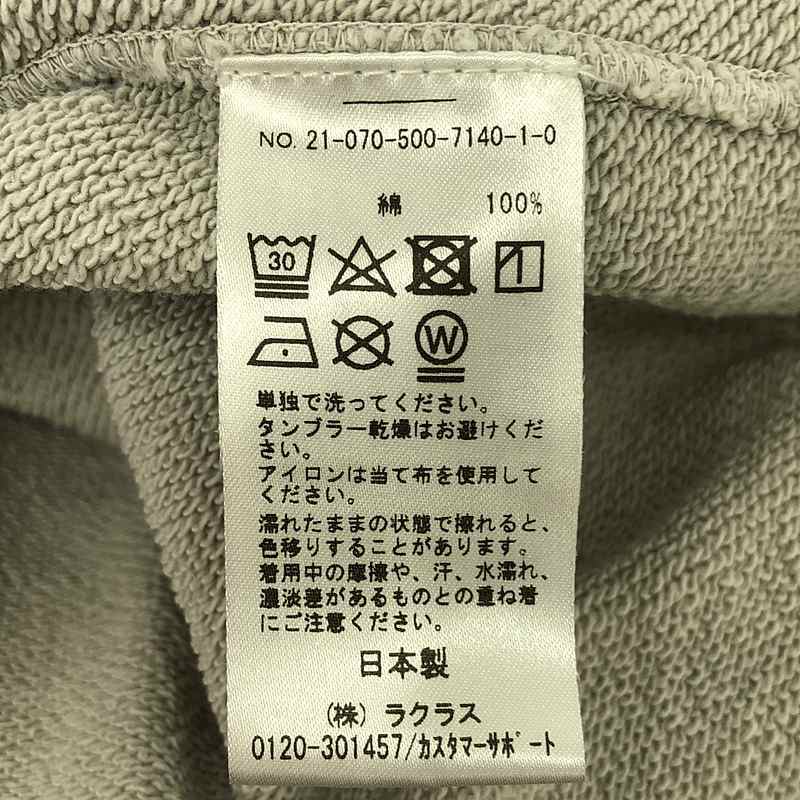 NO. 21-070-500-7140-1-0
綿 100%
30
W
単独で洗ってください。
タンブラー乾燥はお避けくだ
さい。
アイロンは当て布を使用して
ください。
濡れたままの状態で擦れると、
色移りすることがあります。
着用中の摩擦や、汗、水濡れ、
濃淡差があるものとの重ね着
にご注意ください。
日本製
(株) ラクラス
0120-301457/カスタマーサポート